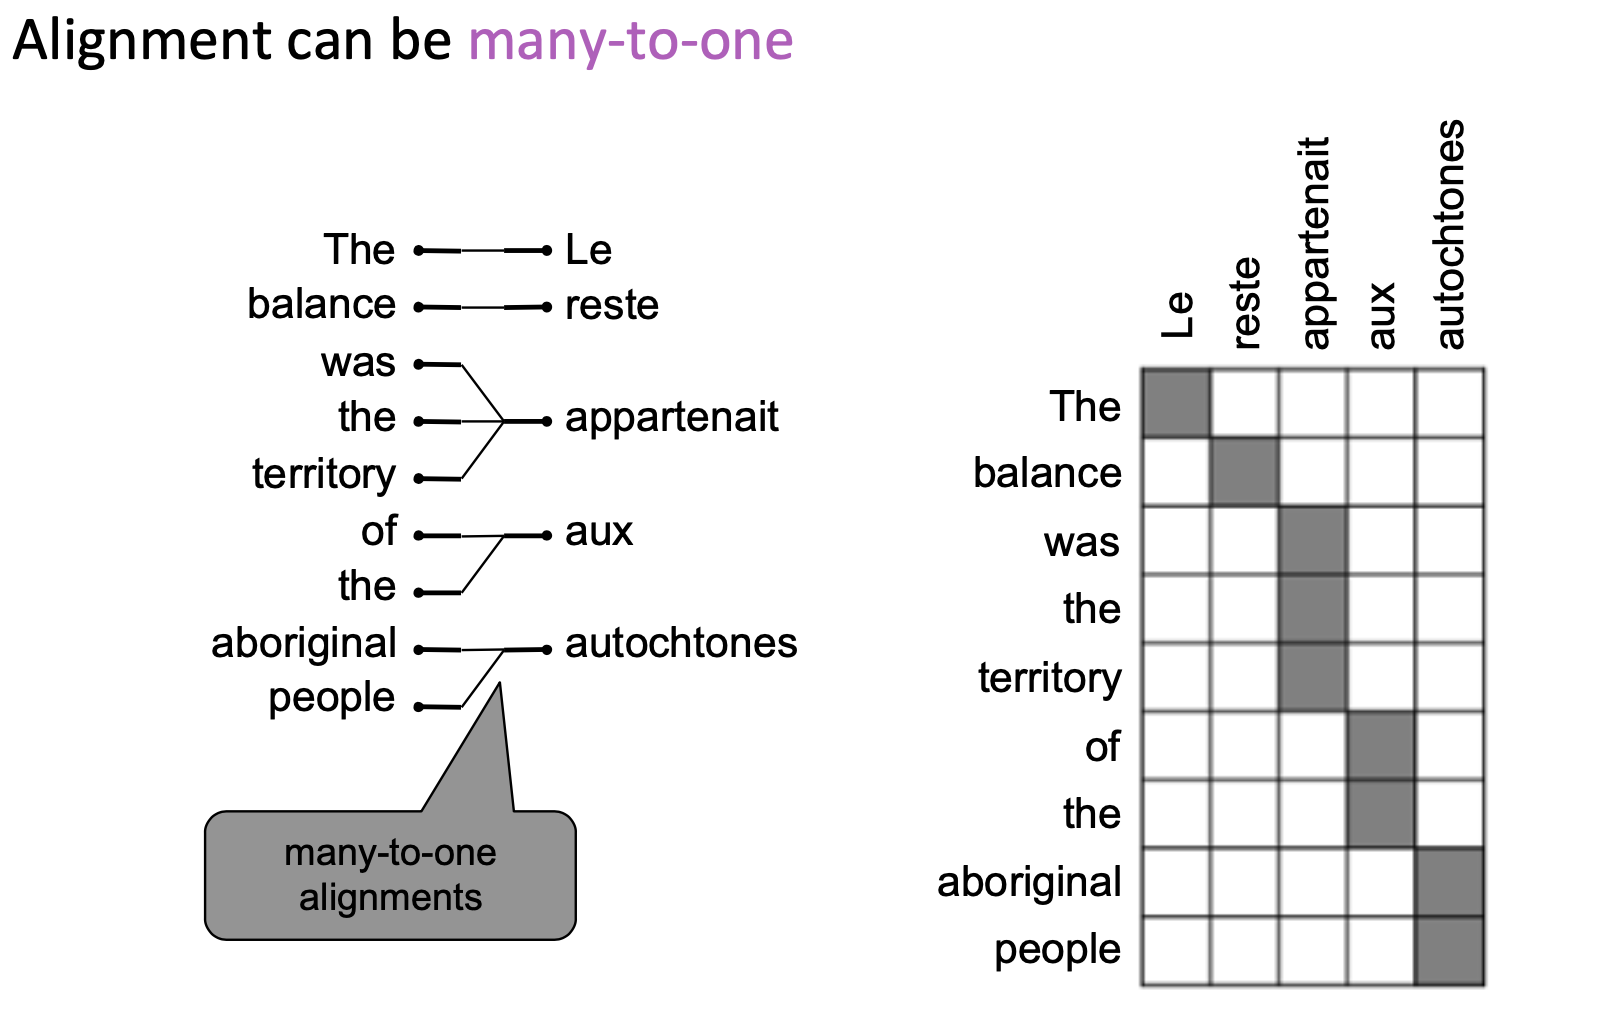 Alignment can be many-to-one
The Le
balance reste
was
the appartenait
territory
of aux
the
aboriginal autochtones
people
many-to-one
alignments
Le reste appartenait aux autochtones
The
balance
was
the
territory
of
the
aboriginal
people